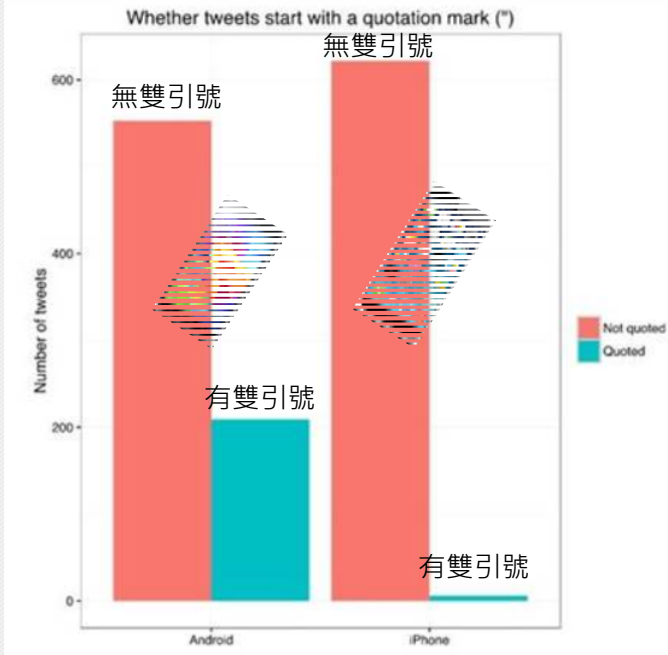 Whether tweets start with a quotation mark (")
無雙引號
無雙引號
有雙引號
有雙引號
Number of tweets
600
400
200
0
Android
iPhone
Not quoted
Quoted